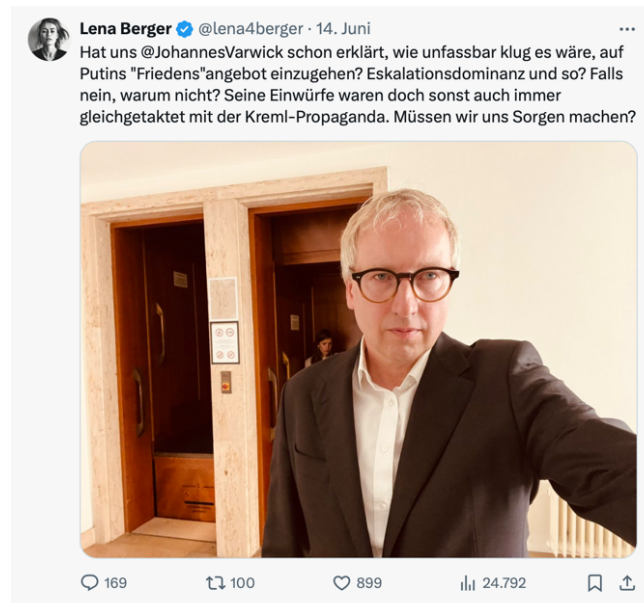 Lena Berger @lena4berger · 14. Juni
Hat uns @JohannesVarwick schon erklärt, wie unfassbar klug es wäre, auf
Putins "Friedens"angebot einzugehen? Eskalationsdominanz und so? Falls
nein, warum nicht? Seine Einwürfe waren doch sonst auch immer
gleichgetaktet mit der Kreml-Propaganda. Müssen wir uns Sorgen machen?
169 100 899 24.792